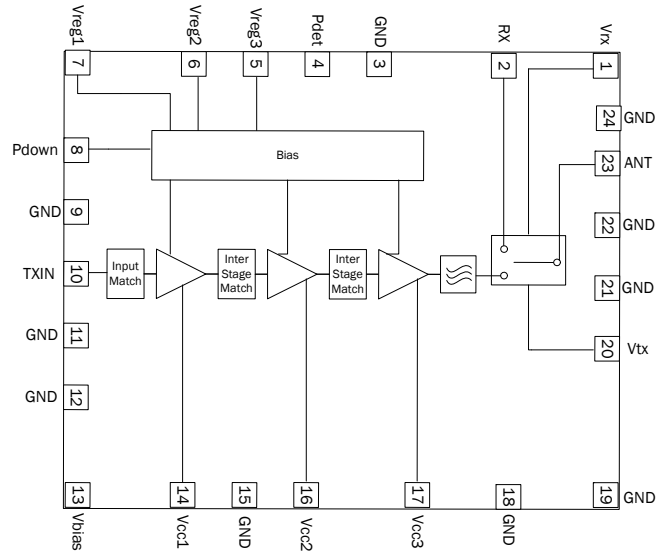 Vreg1
Vreg2
Vreg3
Pdet
GND
RX
Vrx
7
6
5
4
3
2
1
24
GND
Pdown
8
Bias
23
ANT
GND
9
22
GND
TXIN
10
Input
Match
Inter
Stage
Match
Inter
Stage
Match
21
GND
GND
11
20
Vtx
GND
12
13
14
15
16
17
18
19
GND
Vbias
Vcc1
GND
Vcc2
Vcc3
GND